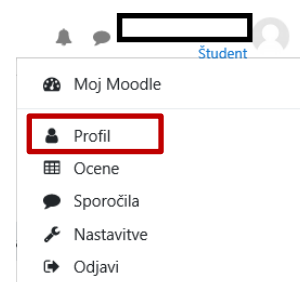 Študent
Moj Moodle
Profil
Ocene
Sporočila
Nastavitve
Odjavi